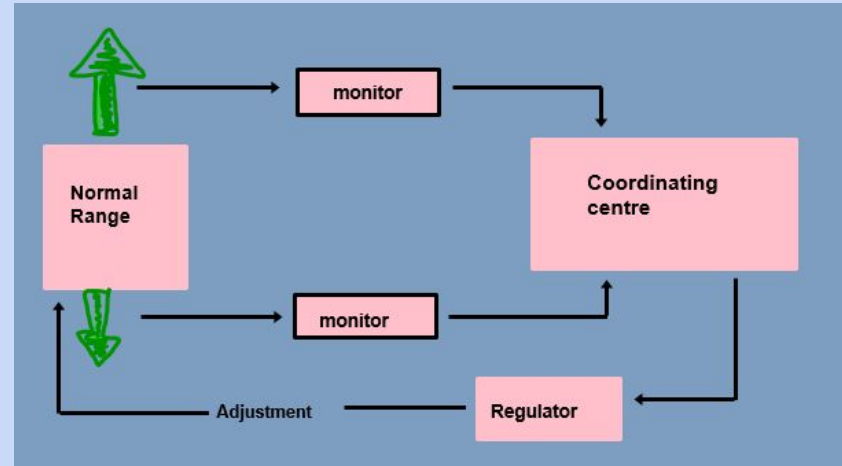 monitor
Normal
Range
Coordinating
centre
monitor
Adjustment
Regulator